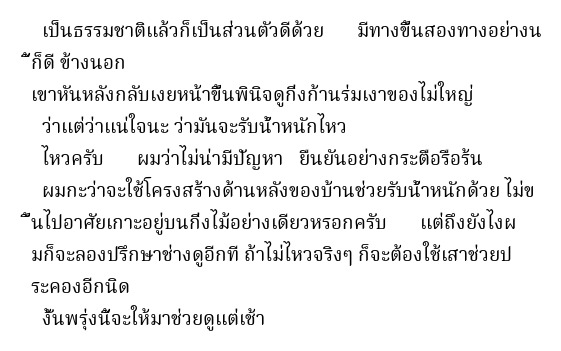 เป็นธรรมชาติแล้วก็เป็นส่วนตัวดีด้วย มีทางขึ้นสองทางอย่างน
ี้ก็ดี ข้างนอก
เขาหันหลังกลับเงยหน้าขึ้นพินิจดูกิ่งก้านร่มเงาของไม้ใหญ่
ว่าแต่ว่าแน่ใจนะ ว่ามันจะรับน้ำหนักไหว
ไหวครับ ผมว่าไม่น่ามีปัญหา ยืนยันอย่างกระตือรือร้น
ผมกะว่าจะใช้โครงสร้างด้านหลังของบ้านช่วยรับน้ำหนักด้วย ไม่ข
ึ้นไปอาศัยเกาะอยู่บนกิ่งไม้อย่างเดียวหรอกครับ แต่ถึงยังไงผ
มก็จะลองปรึกษาช่างดูอีกที ถ้าไม่ไหวจริงๆ ก็จะต้องใช้เสาช่วยป
ระคองอีกนิด
งั้นพรุ่งนี้จะให้มาช่วยดูแต่เช้า